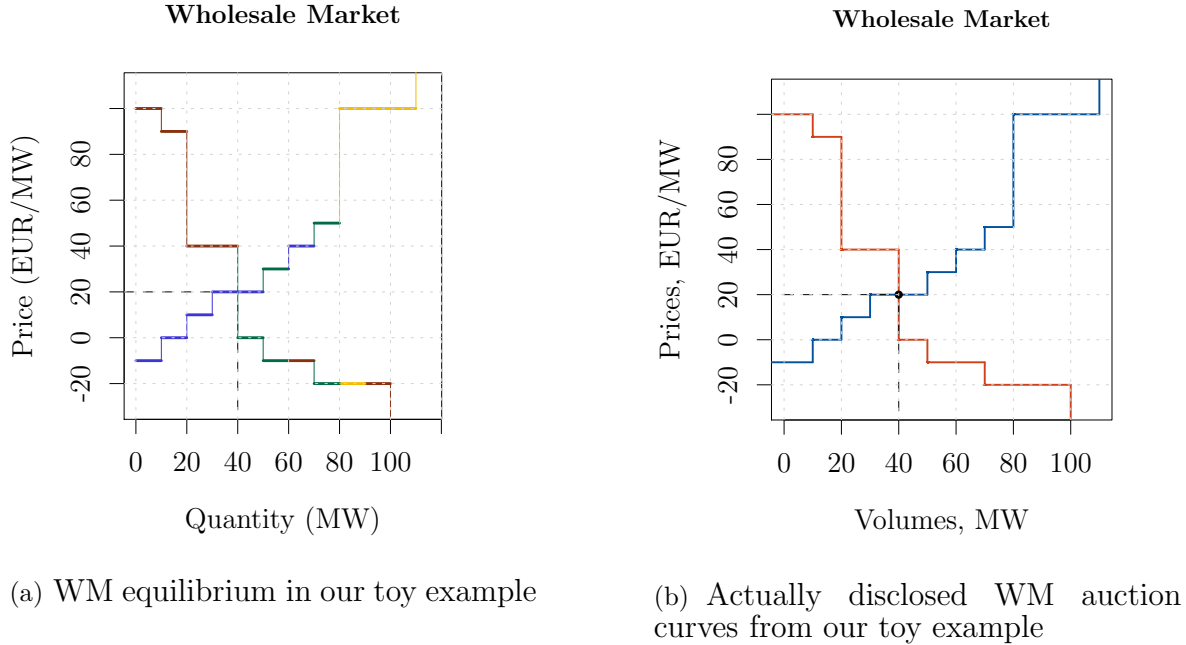 Wholesale Market
Price (EUR/MW)
80
60
40
20
0
-20
0 20 40 60 80 100
Quantity (MW)
(a) WM equilibrium in our toy example
Wholesale Market
Prices, EUR/MW
80
60
40
20
0
-20
0 20 40 60 80 100
Volumes, MW
(b) Actually disclosed WM auction
curves from our toy example